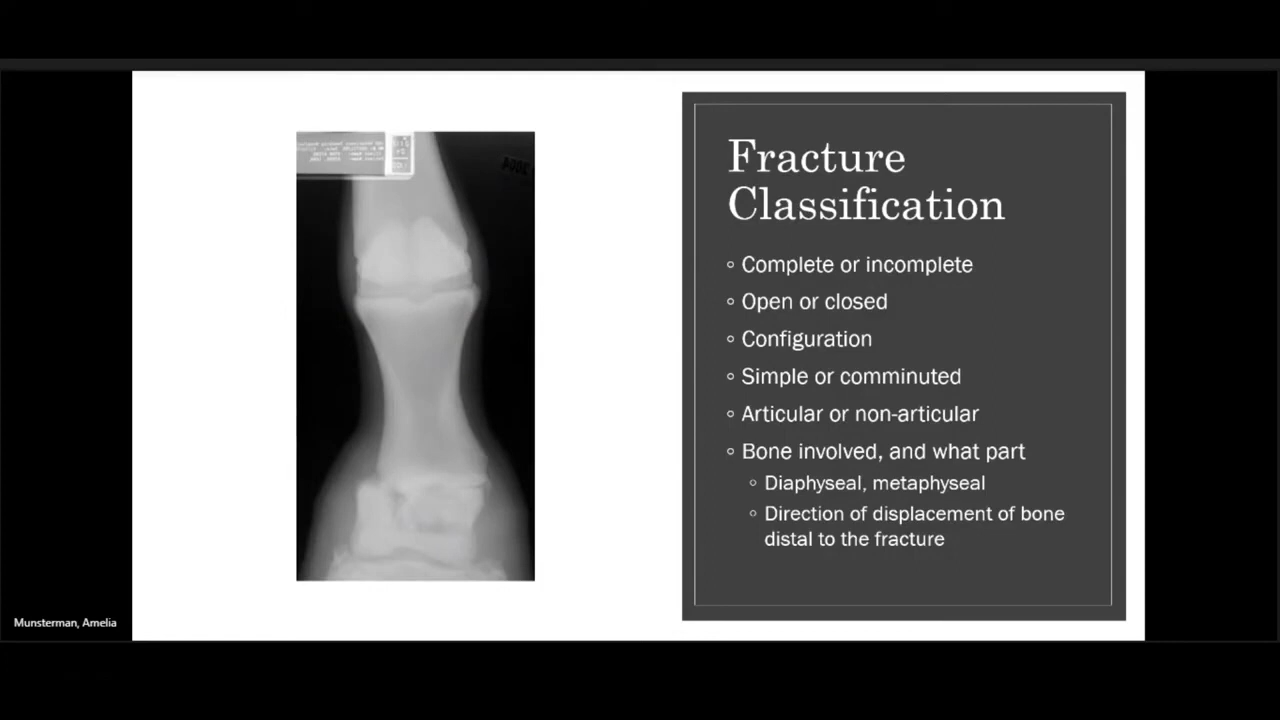 Fracture
Classification
◦ Complete or incomplete
◦ Open or closed
◦ Configuration
◦ Simple or comminuted
◦ Articular or non-articular
◦ Bone involved, and what part
◦ Diaphyseal, metaphyseal
◦ Direction of displacement of bone
distal to the fracture
Munsterman, Amelia